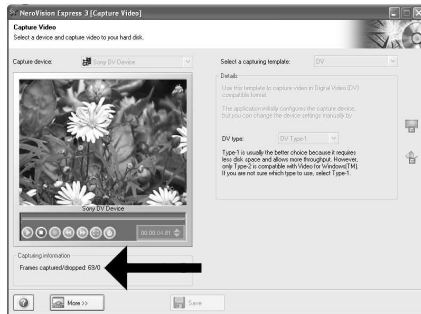 NeroVision Express 3 [Capture Video]
Capture Video
Select a device and capture video to your hard disk.
Capture device:
Sony DV Device
Select a capturing template:
DV
Details
Use this template to capture video in Digital Video (DV)
compatible format.
The application initially configures the capture device,
but you can change the device settings manually by
DV type:
DV Type-1
Type-1 is usually the better choice because it requires
less disk space and allows more throughput. However,
only Type-2 is compatible with Video for Windows(TM).
If you are not sure which type to use, select Type-1.
Sony DV Device
00:00:04.81
Capturing information
Frames captured/dropped: 69/0
More >>
Save